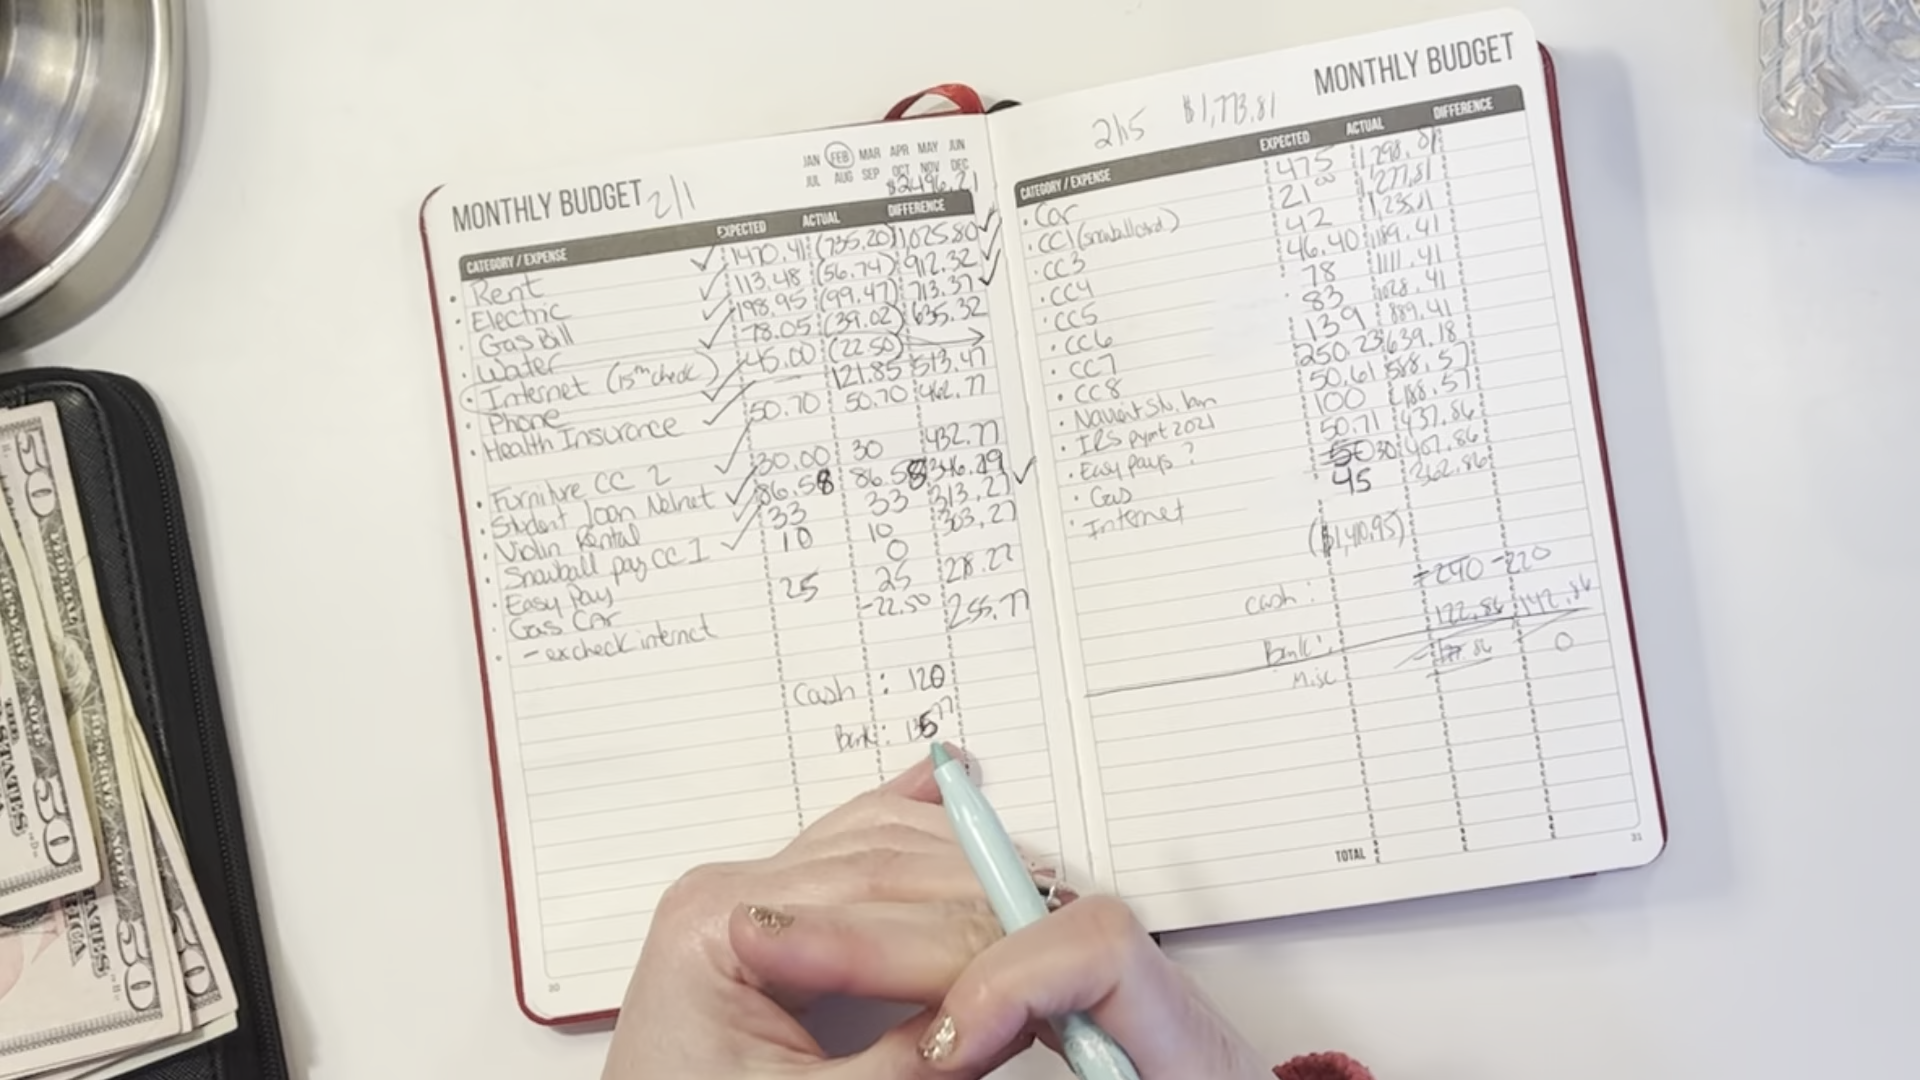 MONTHLY BUDGET 2/1
JAN FEB MAR APR MAY JUN
JUL AUG SEP OCT NOV DEC
$2496.21
CATEGORY / EXPENSE EXPECTED ACTUAL DIFFERENCE
· Rent ✓ 1470.41 (735.20) 1025.80 ✓
· Electric ✓ 113.48 (56.74) 912.32 ✓
· Gas Bill ✓ 198.95 (99.47) 713.37 ✓
· Water ✓ 78.05 (39.02) 635.32
· Internet (15th check) 45.00 (22.50)
· Phone — 121.85 513.47
· Health Insurance ✓ 50.70 50.70 462.77
· Furniture CC 2 ✓ 30.00 30 432.77
· Student Loan Nelnet ✓ 86.58 86.58 346.19 ✓
· Violin Rental ✓ 33 33 313.27
· Snowball pay CC 1 ✓ 10 10 303.27
· Easy Pay 0
· Gas CAR 25 25 278.27
· - ex check internet -22.50 255.77
Cash : 120
Bank : 135.77
30
2/15 $1,773.81
MONTHLY BUDGET
CATEGORY / EXPENSE EXPECTED ACTUAL DIFFERENCE
· Car 475 1,298.81
· CC1 (snowball card) 21.00 1,277.81
· CC3 42 1,235.81
· CC4 46.40 1189.41
· CC5 78 1111.41
· CC6 83 1028.41
· CC7 139 889.41
· CC8 250.23 639.18
· 50.61 588.57
· IRS pymt 2021 100 488.57
· Easy pays ? 50.71 437.86
· Gas 30 407.86
· Internet 45 362.86
($1,410.95)
cash : -240 -220
Bank : 122.86 142.86
Misc 0
TOTAL
31
50
50
50
50